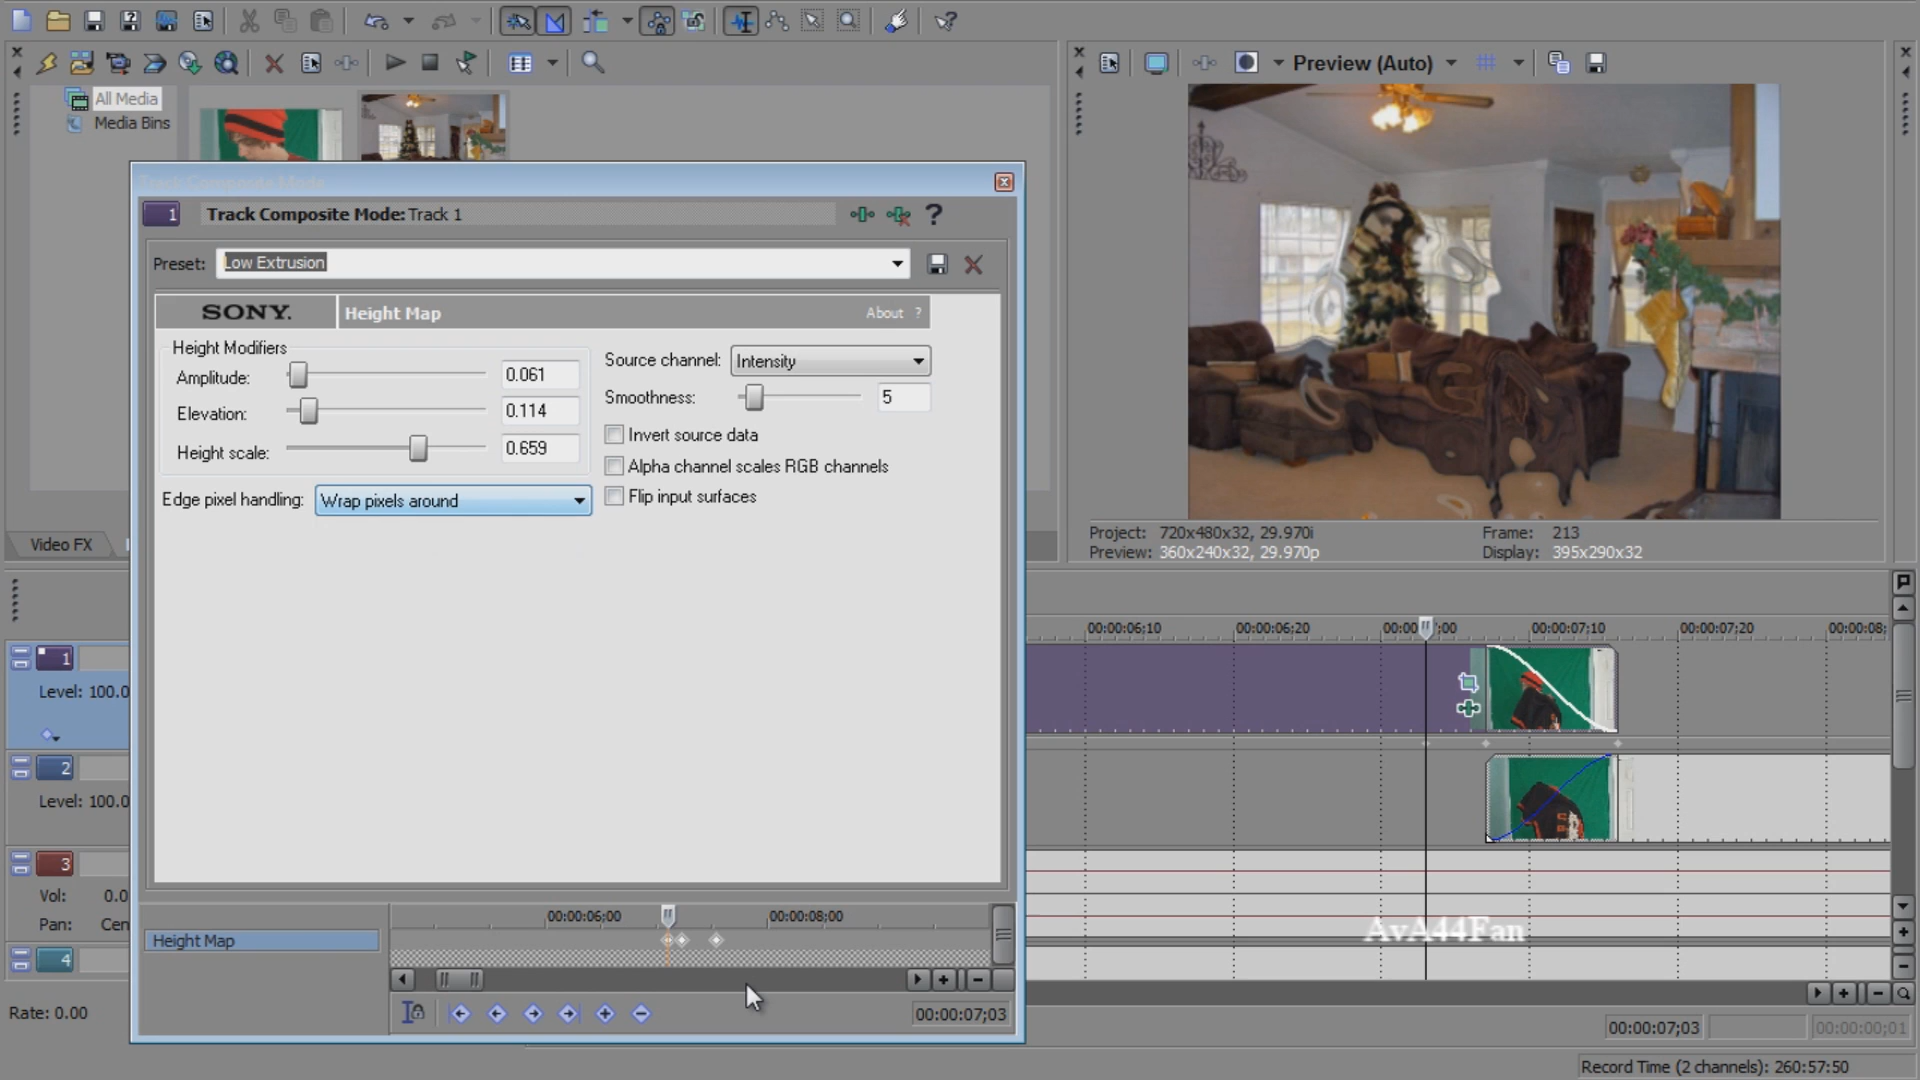 Preview (Auto)
All Media
Media Bins
Track Composite Mode
1
Track Composite Mode: Track 1
?
Preset:
Low Extrusion
SONY.
Height Map
About ?
Height Modifiers
Amplitude:
0.061
Elevation:
0.114
Height scale:
0.659
Edge pixel handling:
Wrap pixels around
Source channel:
Intensity
Smoothness:
5
Invert source data
Alpha channel scales RGB channels
Flip input surfaces
Project: 720x480x32, 29.970i
Frame: 213
Preview: 360x240x32, 29.970p
Display: 395x290x32
Video FX
00:00:06;10
00:00:06;20
00:00
;00
00:00:07;10
00:00:07;20
00:00:08;
1
Level: 100.0
2
Level: 100.0
3
Vol: 0.0
Pan: Cen
4
AvA44Fan
00:00:06;00
00:00:08;00
Height Map
00:00:07;03
Rate: 0.00
00:00:07;03
00:00:00;01
Record Time (2 channels): 260:57:50